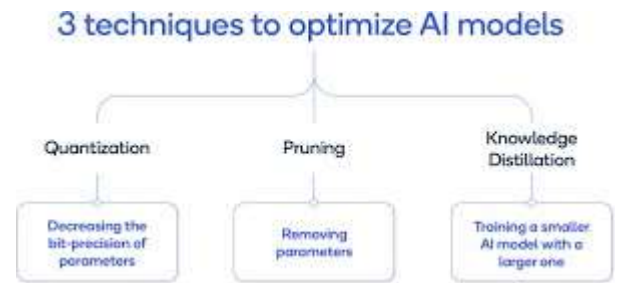 3 techniques to optimize AI models
Quantization
Pruning
Knowledge
Distillation
Decreasing the
bit-precision of
parameters
Removing
parameters
Training a smaller
AI model with a
larger one